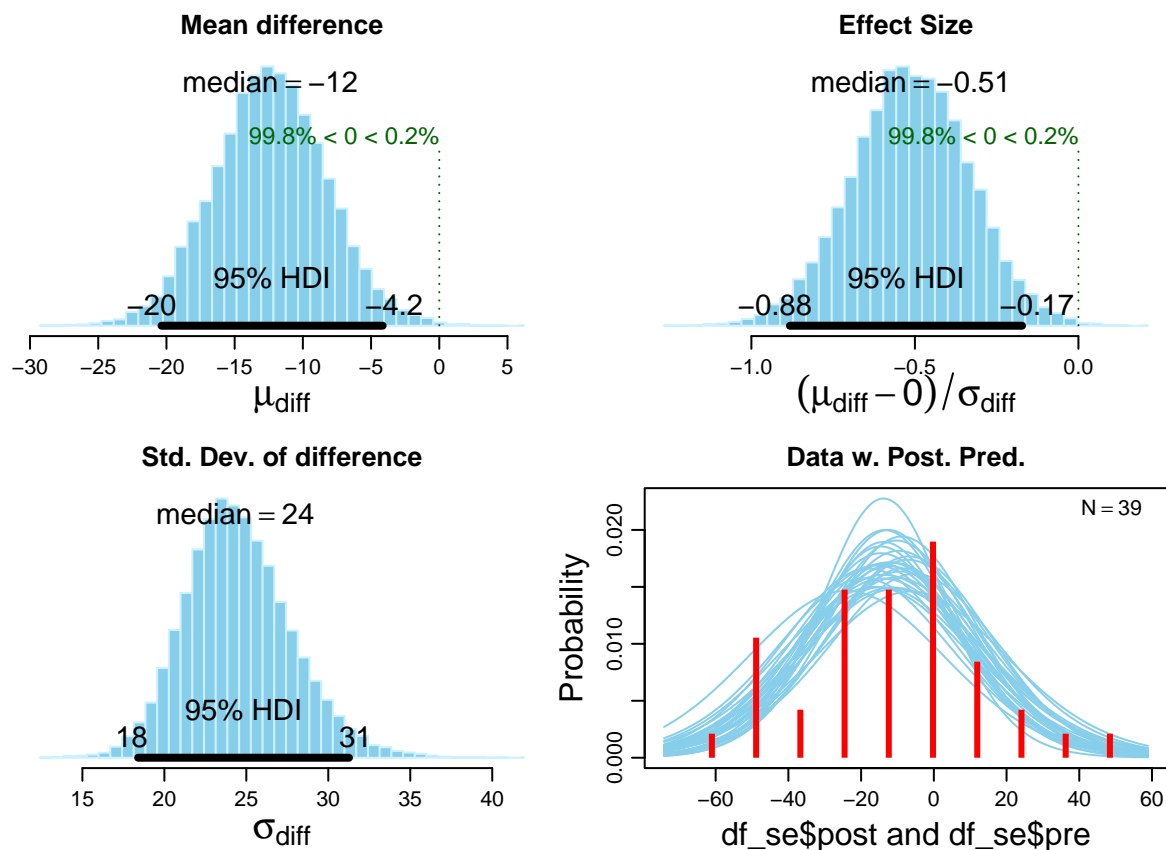 Mean difference
median = −12
99.8% < 0 < 0.2%
95% HDI
−20 −4.2
−30 −25 −20 −15 −10 −5 0 5
μdiff
Effect Size
median = −0.51
99.8% < 0 < 0.2%
95% HDI
−0.88 −0.17
−1.0 −0.5 0.0
(μdiff − 0) / σdiff
Std. Dev. of difference
median = 24
95% HDI
18 31
15 20 25 30 35 40
σdiff
Data w. Post. Pred.
N = 39
Probability
0.020
0.010
0.000
−60 −40 −20 0 20 40 60
df_se$post and df_se$pre